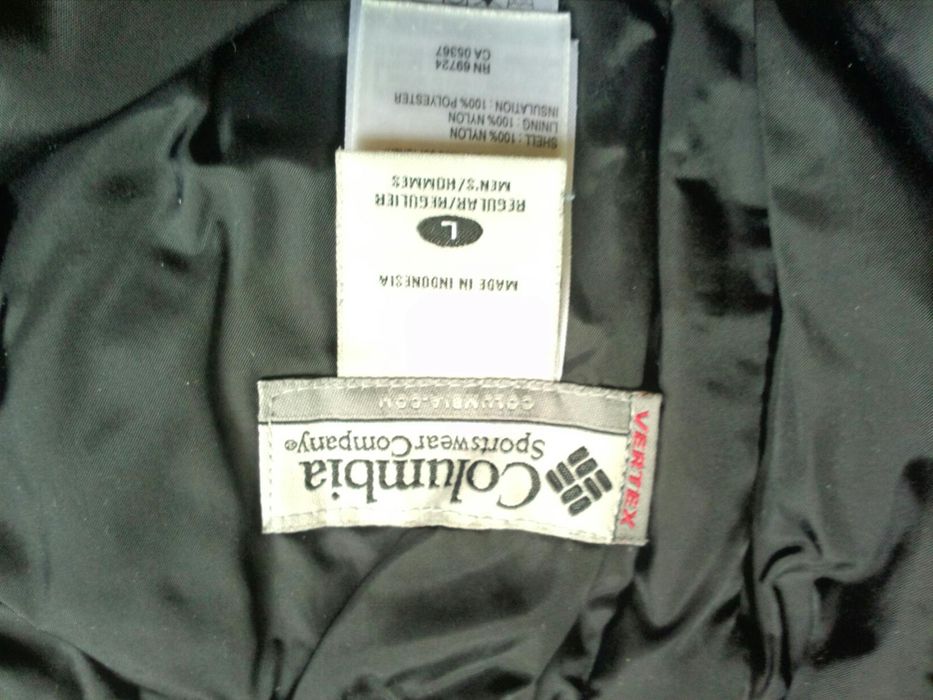 VERTEX
Columbia
Sportswear Company®
COLUMBIA.COM
MADE IN INDONESIA
L
REGULAR/REGULIER
MEN'S/HOMMES
SHELL : 100% NYLON
LINING : 100% NYLON
INSULATION : 100% POLYESTER
RN 69724
CA 05367